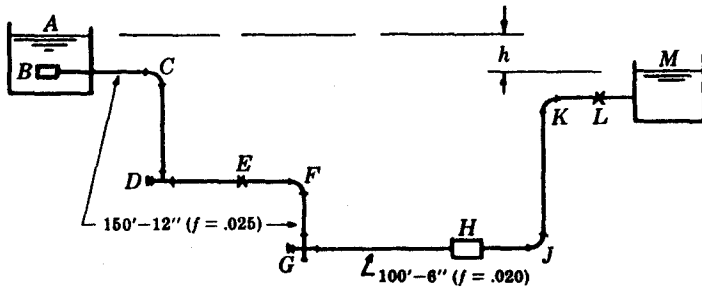 A
B
C
h
M
K
L
D
E
F
150'–12" (f = .025)
G
H
J
100'–6" (f = .020)